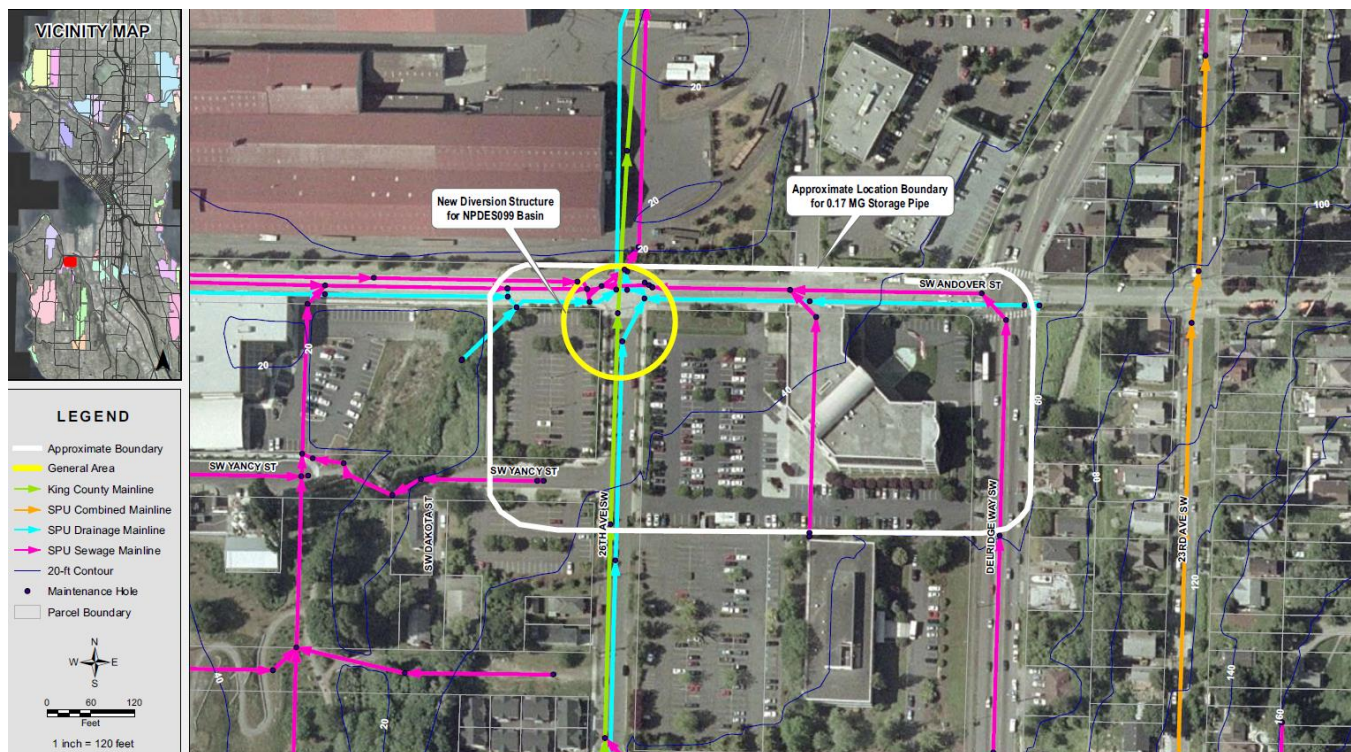 VICINITY MAP
LEGEND
Approximate Boundary
General Area
King County Mainline
SPU Combined Mainline
SPU Drainage Mainline
SPU Sewage Mainline
20-ft Contour
Maintenance Hole
Parcel Boundary
N
W E
S
0 60 120
Feet
1 inch = 120 feet
New Diversion Structure
for NPDES099 Basin
Approximate Location Boundary
for 0.17 MG Storage Pipe
SW ANDOVER ST
SW YANCY ST
SW YANCY ST
SW DAKOTA ST
26TH AVE SW
DELRIDGE WAY SW
23RD AVE SW
20
20
20
20
20
20
40
40
60
80
100
120
140
160